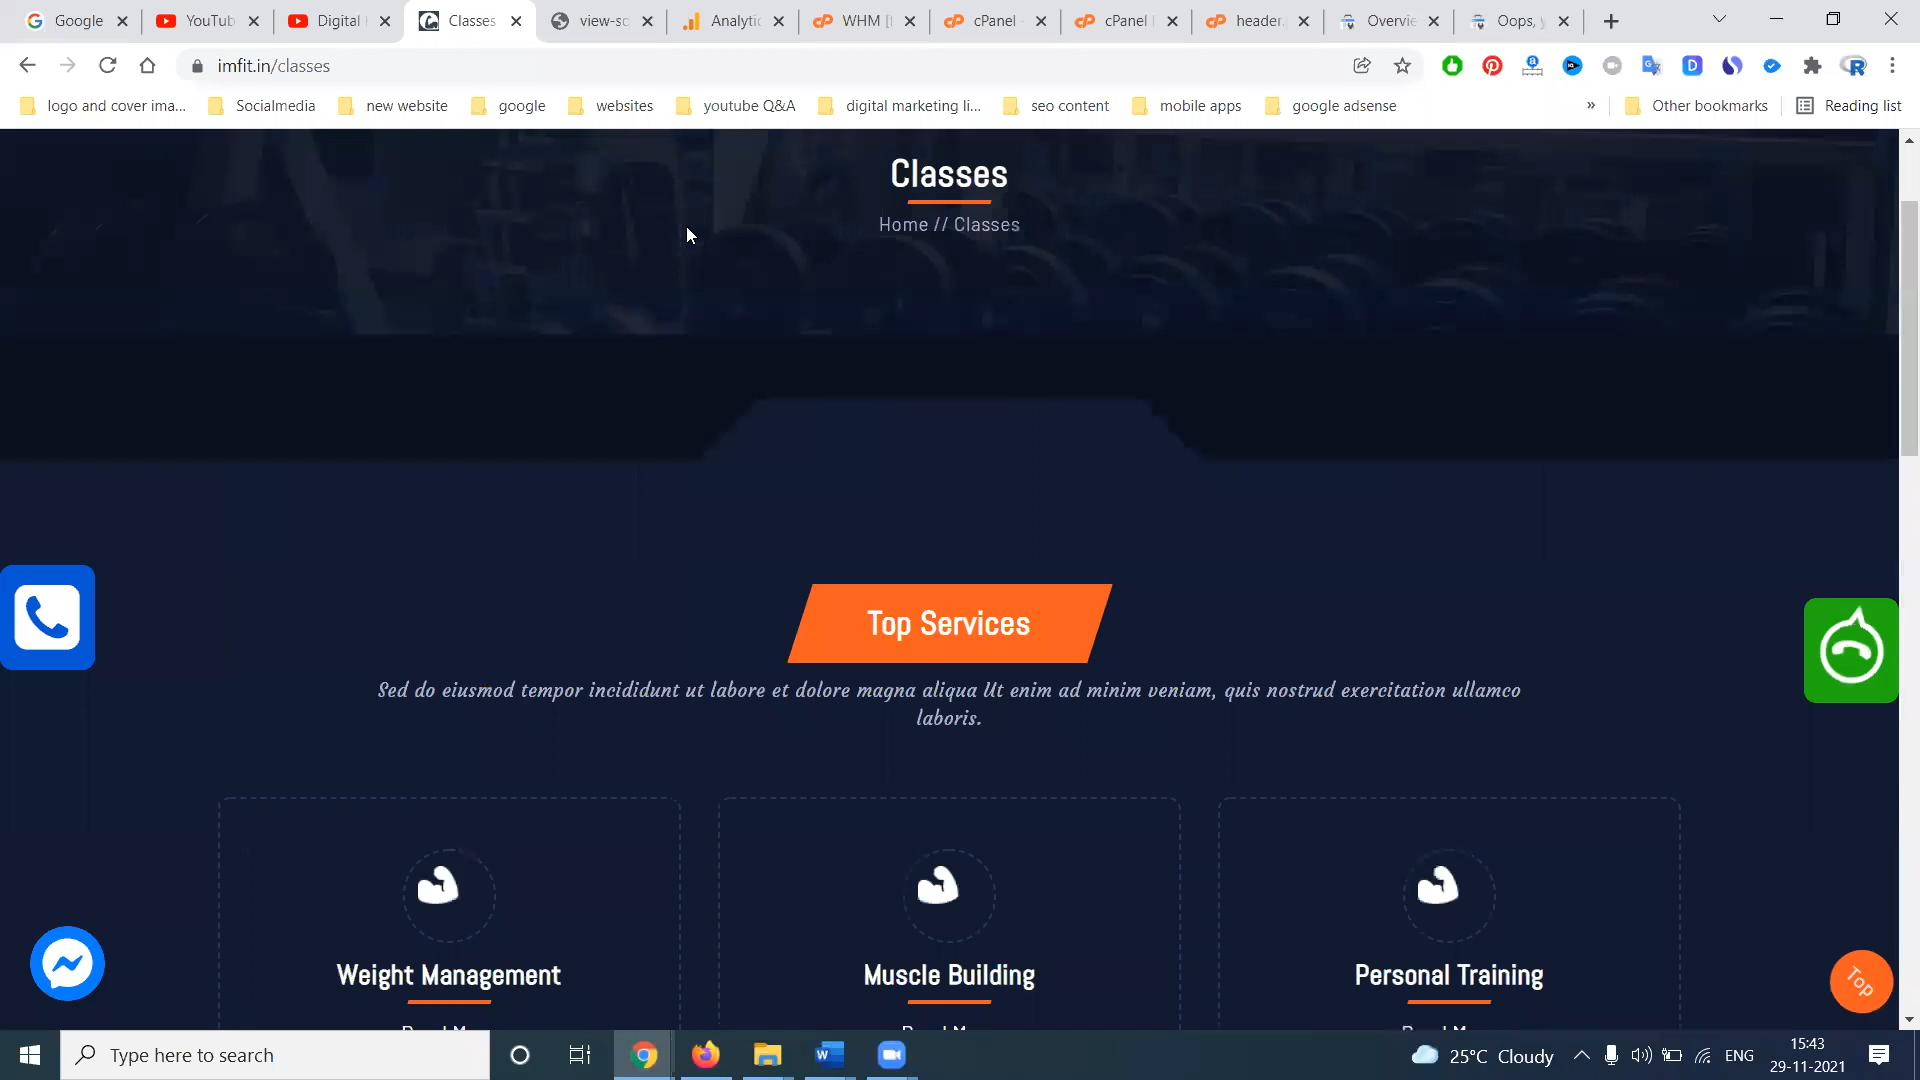 Google
YouTub
Digital
Classes
view-sc
Analytic
WHM [
cPanel -
cPanel
header.
Overvie
Oops, y
imfit.in/classes
logo and cover ima...
Socialmedia
new website
google
websites
youtube Q&A
digital marketing li...
seo content
mobile apps
google adsense
»
Other bookmarks
Reading list
Classes
Home // Classes
Top Services
Sed do eiusmod tempor incididunt ut labore et dolore magna aliqua Ut enim ad minim veniam, quis nostrud exercitation ullamco
laboris.
Weight Management
Muscle Building
Personal Training
Top
Type here to search
25°C Cloudy
ENG
15:43
29-11-2021